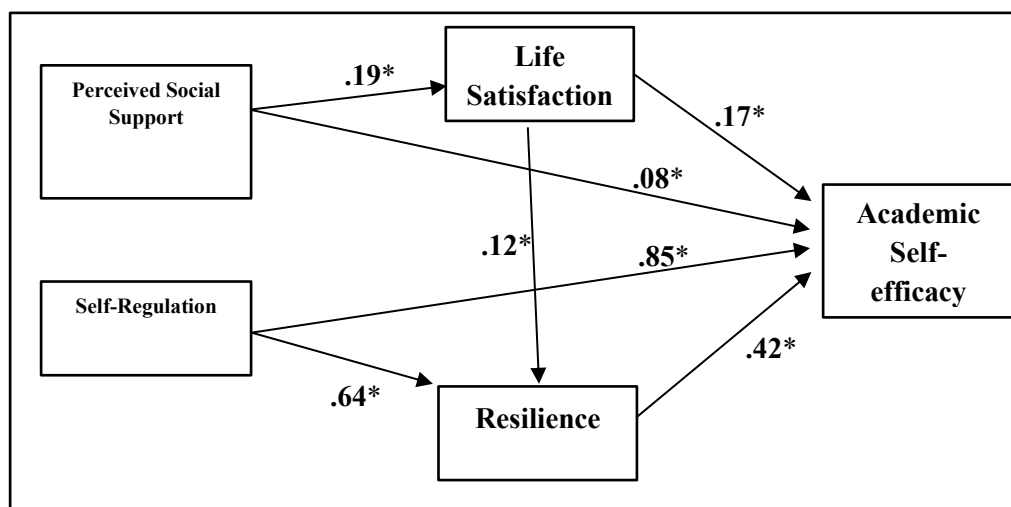 Perceived Social
Support
.19*
Life
Satisfaction
.17*
.08*
Academic
Self-
efficacy
.12*
.85*
Self-Regulation
.64*
Resilience
.42*